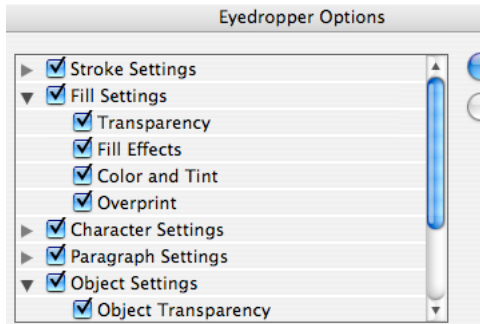 Eyedropper Options
Stroke Settings
Fill Settings
Transparency
Fill Effects
Color and Tint
Overprint
Character Settings
Paragraph Settings
Object Settings
Object Transparency